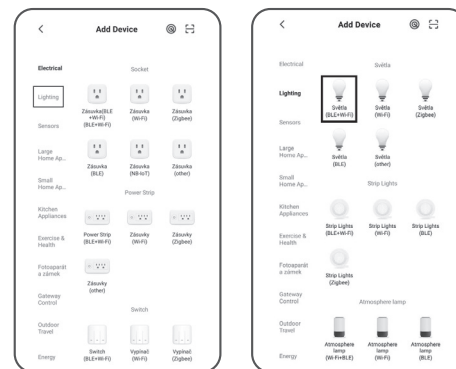 Add Device
Electrical
Lighting
Sensors
Large
Home Ap...
Small
Home Ap...
Kitchen
Appliances
Exercise &
Health
Fotoaparát
a zámek
Gateway
Control
Outdoor
Travel
Energy
Socket
Zásuvka(BLE
+Wi-Fi)
(BLE+Wi-Fi)
Zásuvka
(Wi-Fi)
Zásuvka
(Zigbee)
Zásuvka
(BLE)
Zásuvka
(NB-IoT)
Zásuvka
(other)
Power Strip
Power Strip
(BLE+Wi-Fi)
Zásuvky
(Wi-Fi)
Zásuvky
(Zigbee)
Zásuvky
(other)
Switch
Switch
(BLE+Wi-Fi)
Vypínač
(Wi-Fi)
Vypínač
(Zigbee)
Add Device
Electrical
Lighting
Sensors
Large
Home Ap...
Small
Home Ap...
Kitchen
Appliances
Exercise &
Health
Fotoaparát
a zámek
Gateway
Control
Outdoor
Travel
Energy
Světla
Světla
(BLE+Wi-Fi)
Světla
(Wi-Fi)
Světla
(Zigbee)
Světla
(BLE)
Světla
(other)
Strip Lights
Strip Lights
(BLE+Wi-Fi)
Strip Lights
(Wi-Fi)
Strip Lights
(BLE)
Strip Lights
(Zigbee)
Atmosphere lamp
Atmosphere
lamp
(Wi-Fi+BLE)
Atmosphere
lamp
(Wi-Fi)
Atmosphere
lamp
(BLE)